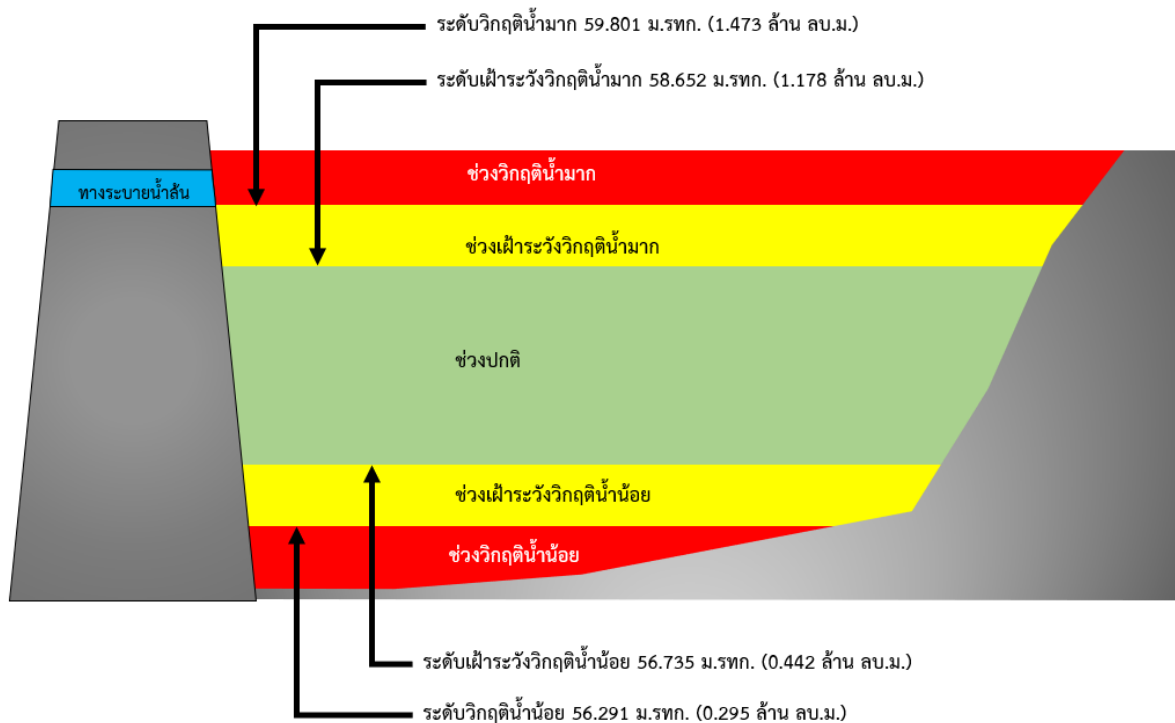 ระดับวิกฤติน้ำมาก 59.801 ม.รทก. (1.473 ล้าน ลบ.ม.)
ระดับเฝ้าระวังวิกฤติน้ำมาก 58.652 ม.รทก. (1.178 ล้าน ลบ.ม.)
ช่วงวิกฤติน้ำมาก
ทางระบายน้ำล้น
ช่วงเฝ้าระวังวิกฤติน้ำมาก
ช่วงปกติ
ช่วงเฝ้าระวังวิกฤติน้ำน้อย
ช่วงวิกฤติน้ำน้อย
ระดับเฝ้าระวังวิกฤติน้ำน้อย 56.735 ม.รทก. (0.442 ล้าน ลบ.ม.)
ระดับวิกฤติน้ำน้อย 56.291 ม.รทก. (0.295 ล้าน ลบ.ม.)